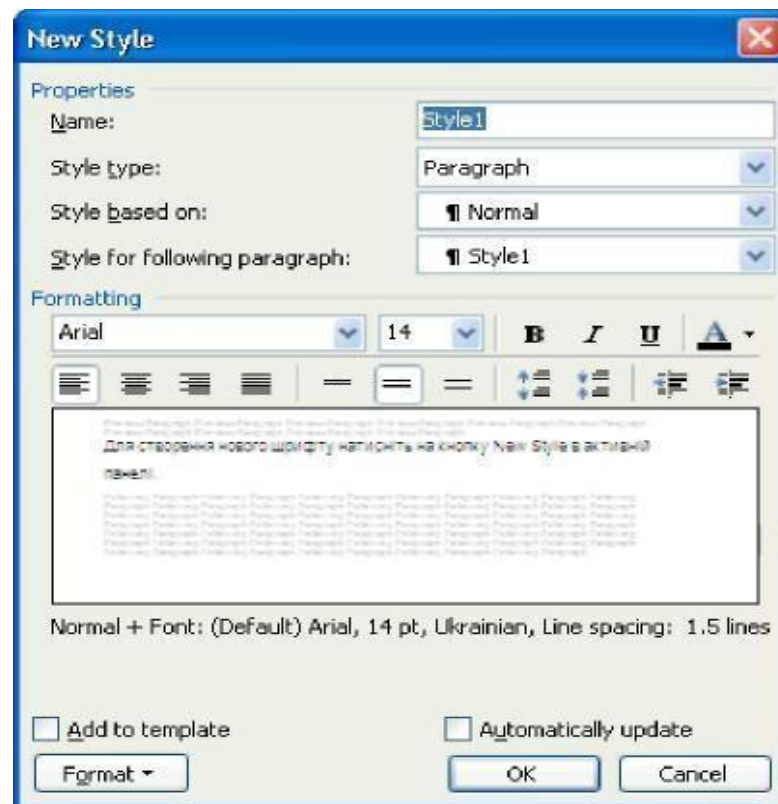 New Style
Properties
Name: Style1
Style type: Paragraph
Style based on: ¶ Normal
Style for following paragraph: ¶ Style1
Formatting
Arial 14 B I U A
Для створення нового шрифту натисніть на кнопку New Style в активній
панелі.
Normal + Font: (Default) Arial, 14 pt, Ukrainian, Line spacing: 1.5 lines
Add to template Automatically update
Format OK Cancel